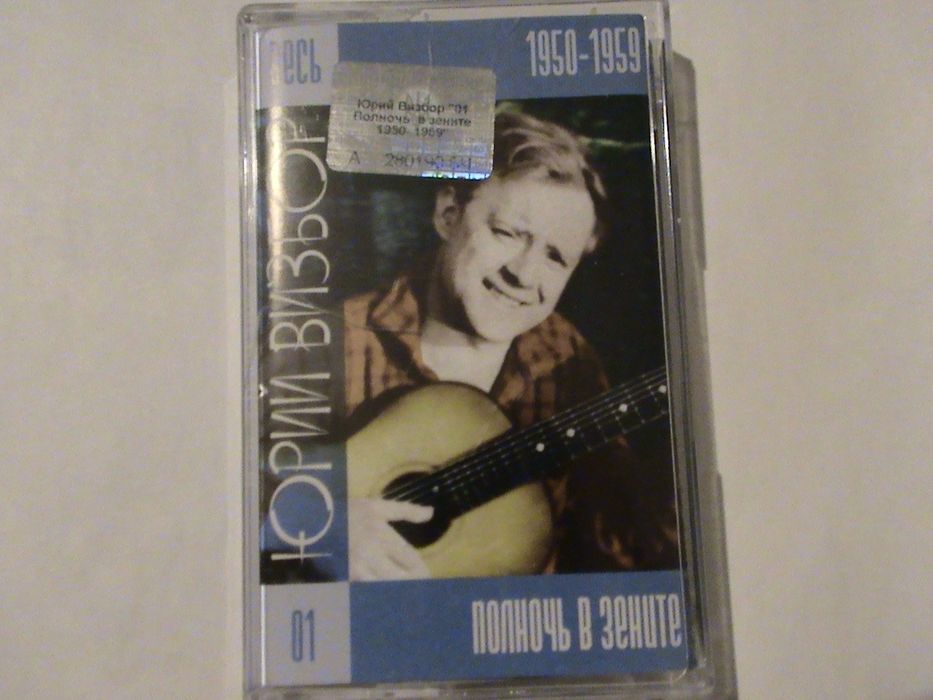 весь
1950-1959
Юрий Визбор "01
Полночь в зените
1950-1959"
А
ЮРИЙ ВИЗБОР
01
ПОЛНОЧЬ В ЗЕНИТЕ